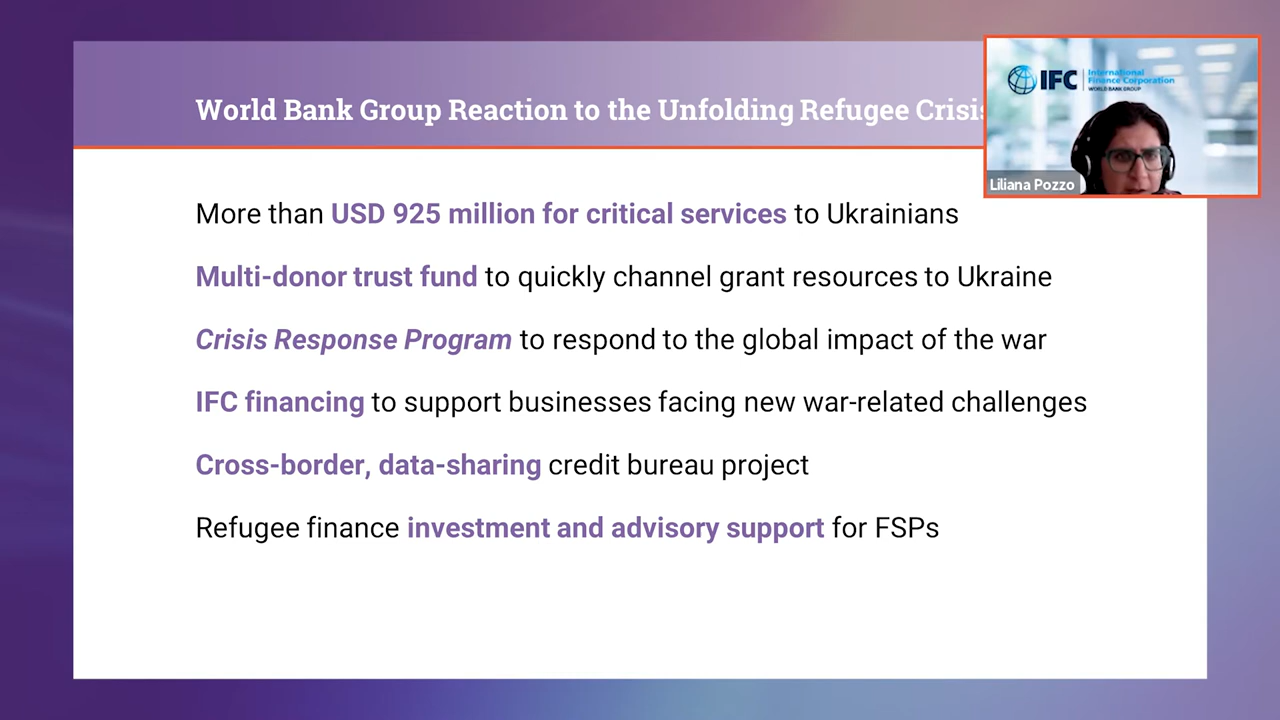 World Bank Group Reaction to the Unfolding Refugee Crisis
IFC
International
Finance Corporation
WORLD BANK GROUP
Liliana Pozzo
More than USD 925 million for critical services to Ukrainians
Multi-donor trust fund to quickly channel grant resources to Ukraine
Crisis Response Program to respond to the global impact of the war
IFC financing to support businesses facing new war-related challenges
Cross-border, data-sharing credit bureau project
Refugee finance investment and advisory support for FSPs